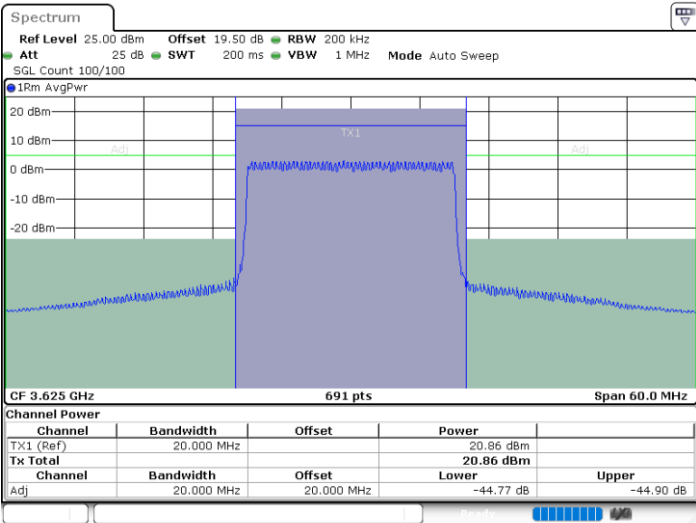 Spectrum
Ref Level 25.00 dBm Offset 19.50 dB RBW 200 kHz
Att 25 dB SWT 200 ms VBW 1 MHz Mode Auto Sweep
SGL Count 100/100
1Rm AvgPwr
20 dBm
TX1
10 dBm
Adj Adj
0 dBm
-10 dBm
-20 dBm
CF 3.625 GHz 691 pts Span 60.0 MHz
Channel Power
Channel Bandwidth Offset Power
TX1 (Ref) 20.000 MHz 20.86 dBm
Tx Total 20.86 dBm
Channel Bandwidth Offset Lower Upper
Adj 20.000 MHz 20.000 MHz -44.77 dB -44.90 dB
Ready